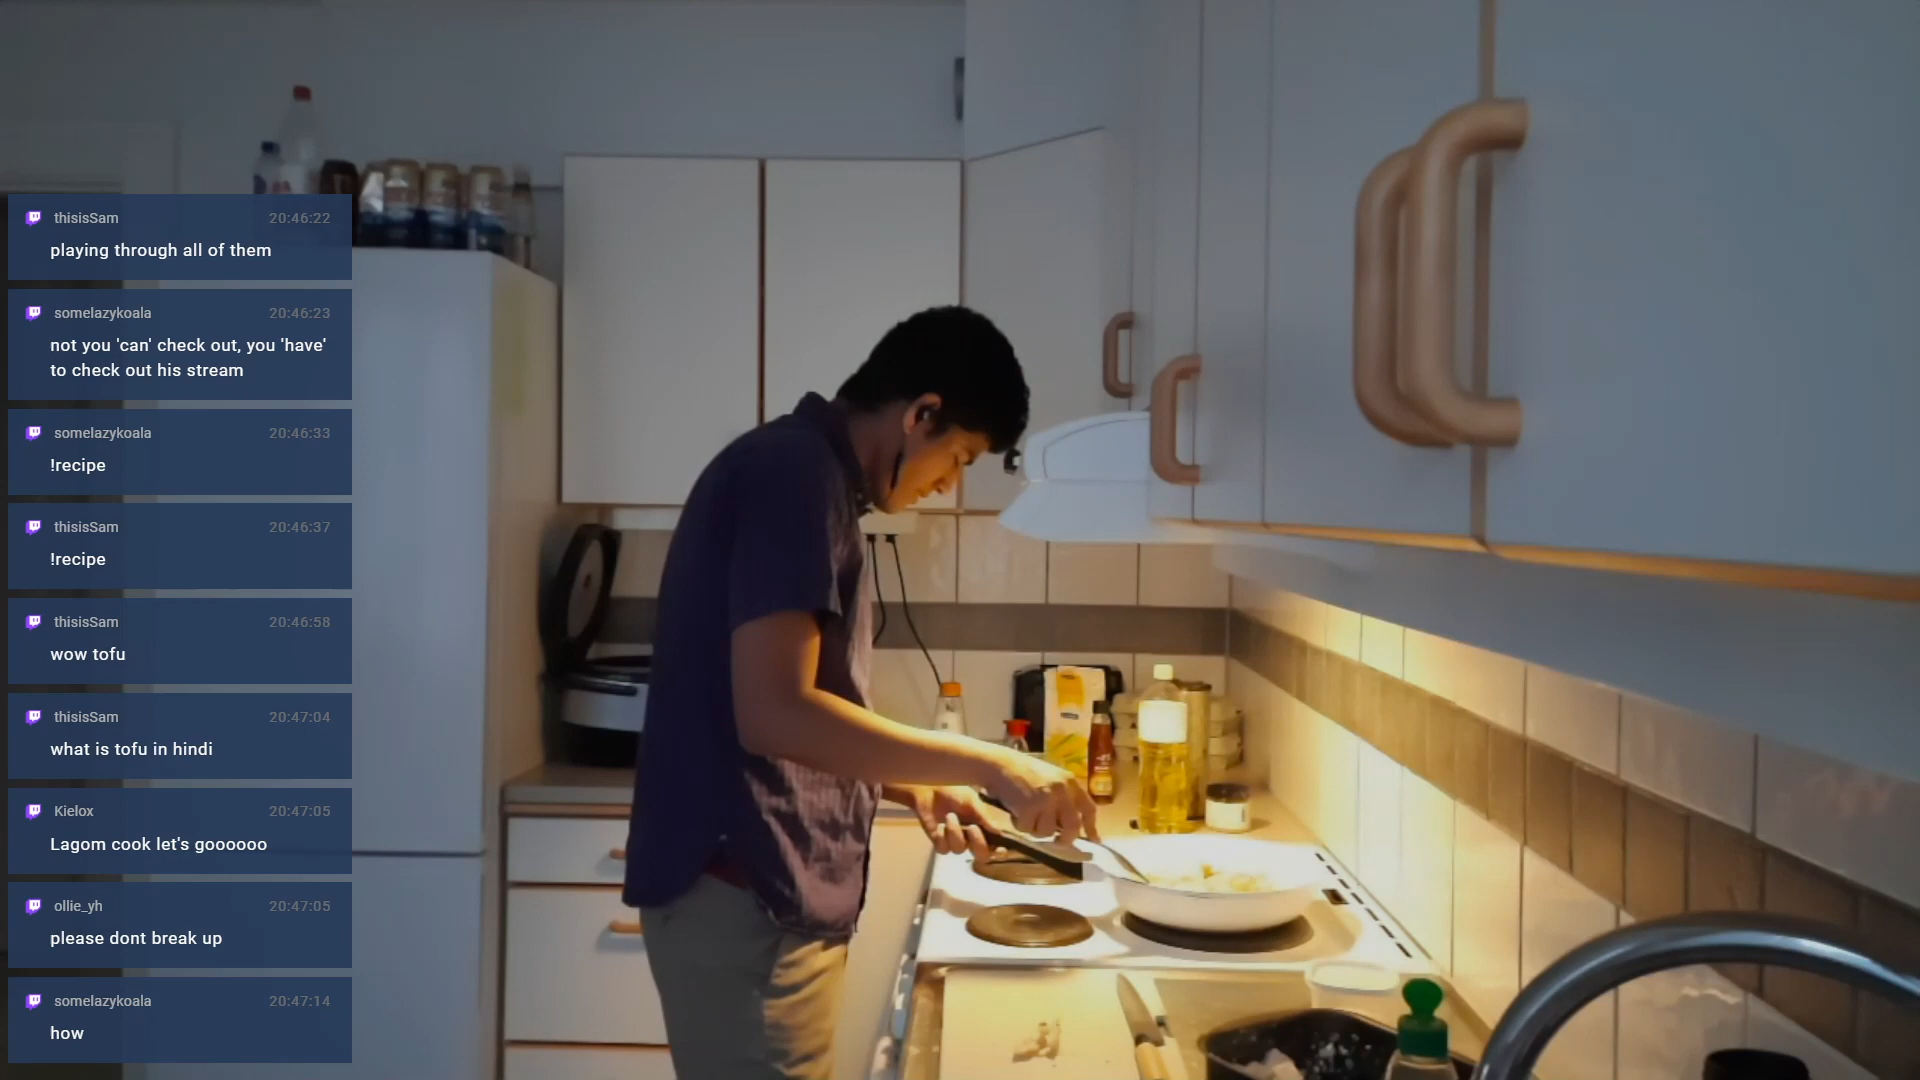 thisisSam 20:46:22
playing through all of them
somelazykoala 20:46:23
not you 'can' check out, you 'have'
to check out his stream
somelazykoala 20:46:33
!recipe
thisisSam 20:46:37
!recipe
thisisSam 20:46:58
wow tofu
thisisSam 20:47:04
what is tofu in hindi
Kielox 20:47:05
Lagom cook let's goooooo
ollie_yh 20:47:05
please dont break up
somelazykoala 20:47:14
how